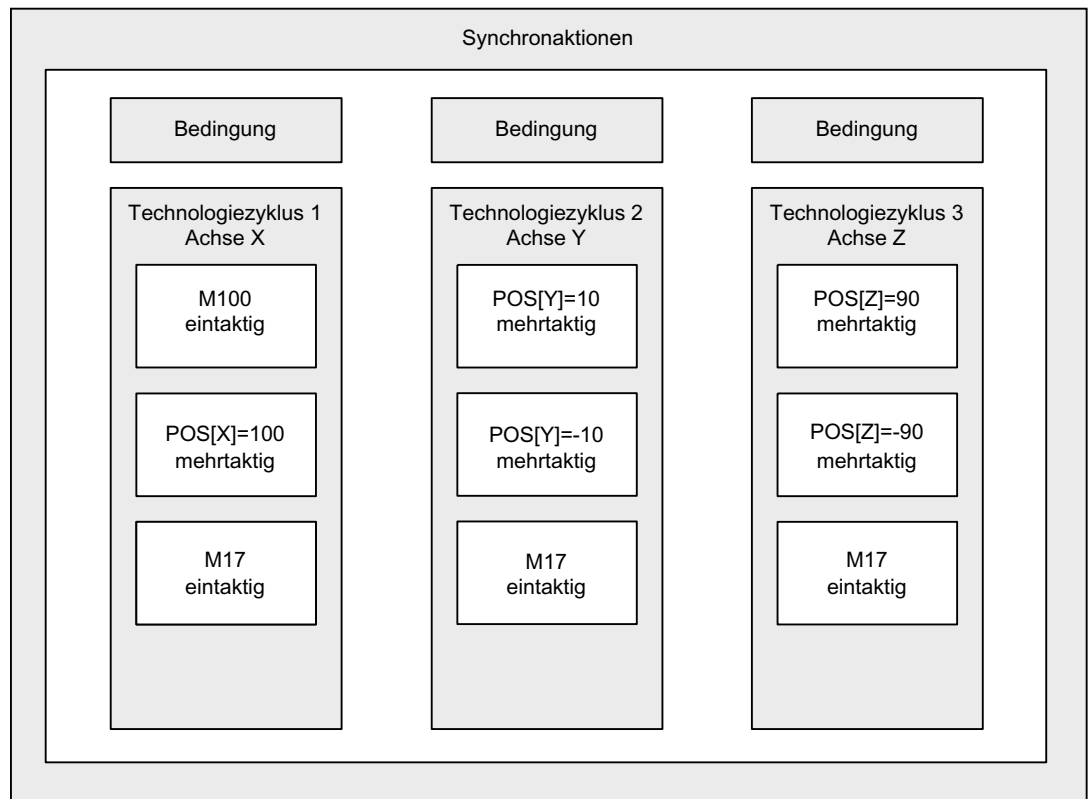 Synchronaktionen
Bedingung
Bedingung
Bedingung
Technologiezyklus 1
Achse X
M100
eintaktig
POS[X]=100
mehrtaktig
M17
eintaktig
Technologiezyklus 2
Achse Y
POS[Y]=10
mehrtaktig
POS[Y]=-10
mehrtaktig
M17
eintaktig
Technologiezyklus 3
Achse Z
POS[Z]=90
mehrtaktig
POS[Z]=-90
mehrtaktig
M17
eintaktig